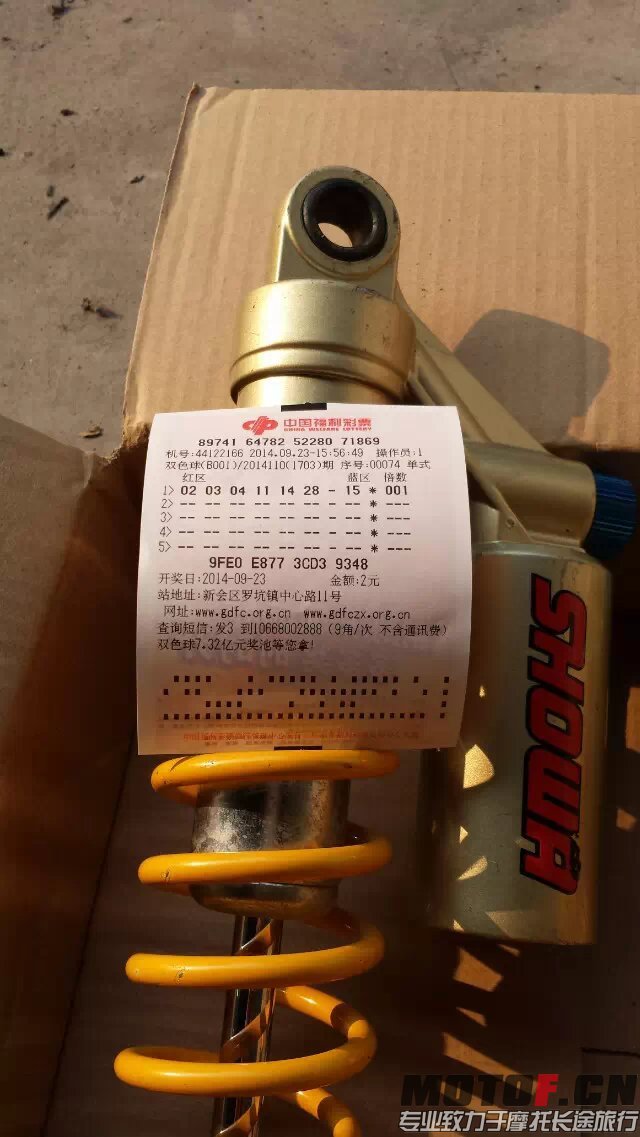 中国福利彩票
CHINA WELFARE LOTTERY
89741 64782 52280 71869
机号:44122166 2014.09.23-15:56:49 操作员:1
双色球(B001)/2014110(1703)期 序号:00074 单式
红区 蓝区 倍数
1> 02 03 04 11 14 28 - 15 * 001
2> -- -- -- -- -- -- - -- * ---
3> -- -- -- -- -- -- - -- * ---
4> -- -- -- -- -- -- - -- * ---
5> -- -- -- -- -- -- - -- * ---
9FE0 E877 3CD3 9348
开奖日:2014-09-23 金额:2元
站地址:新会区罗坑镇中心路11号
网址:www.gdfc.org.cn www.gdfczx.org.cn
查询短信:发3 到10668002888 (9角/次 不含通讯费)
双色球7.32亿元奖池等您拿!
SHOWA
MOTOF.CN
专业致力于摩托长途旅行